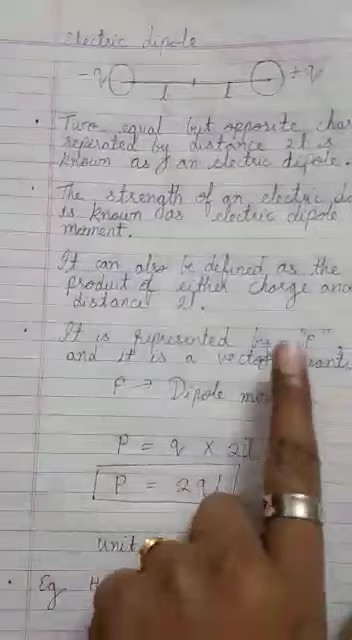 electric dipole
-q +q
l l
Two equal but opposite
seperated by distance 2l is
known as an electric dipole.
The strength of an electric
is known as electric dipole
moment.
It can also be defined as the
product of either charge and
distance 2l.
It is represented by "P".
and it is a vector
P → Dipole
P = q × 2l
P = 2ql
Unit
Eg